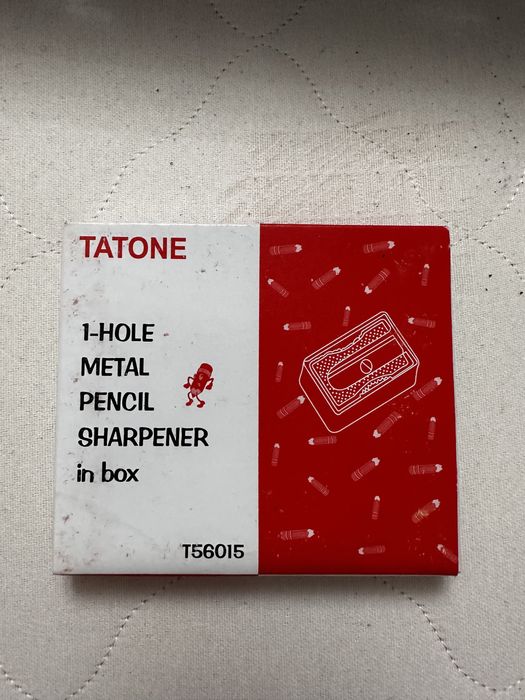 TATONE
1-HOLE
METAL
PENCIL
SHARPENER
in box
T56015